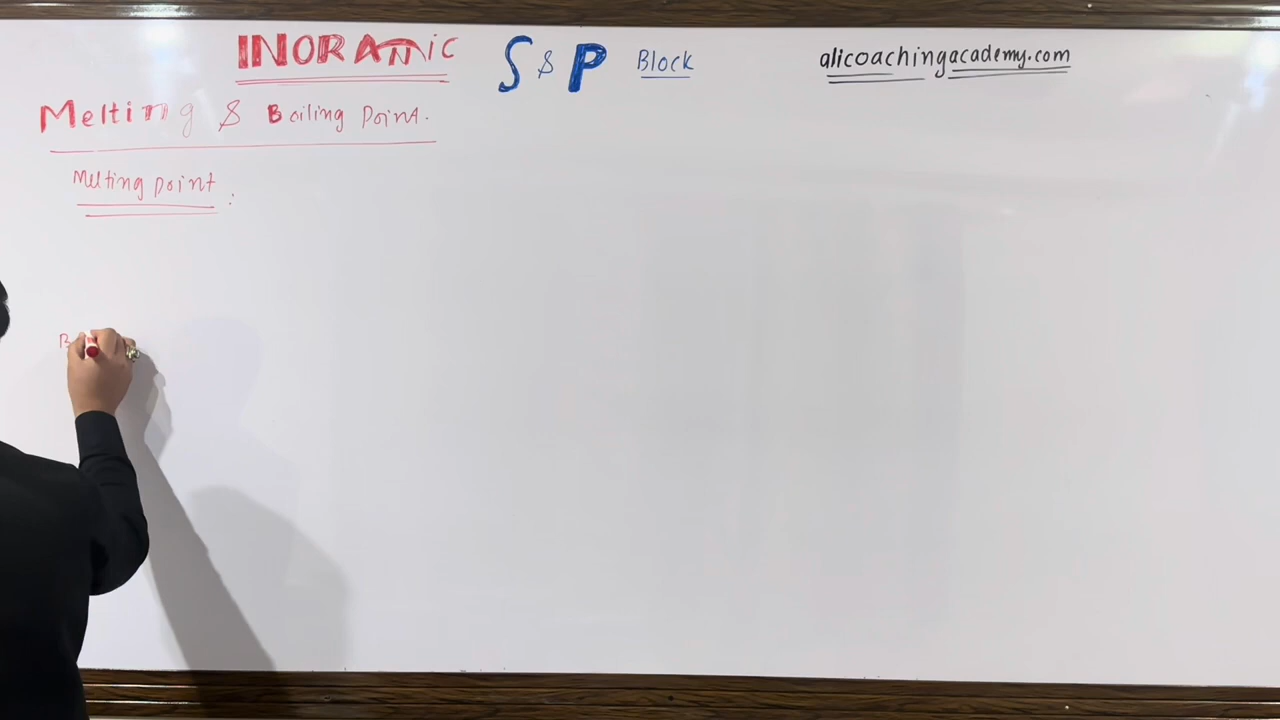 INORANIC S & P Block alicoachingacademy.com
Melting & Boiling Point.
Melting point :
B